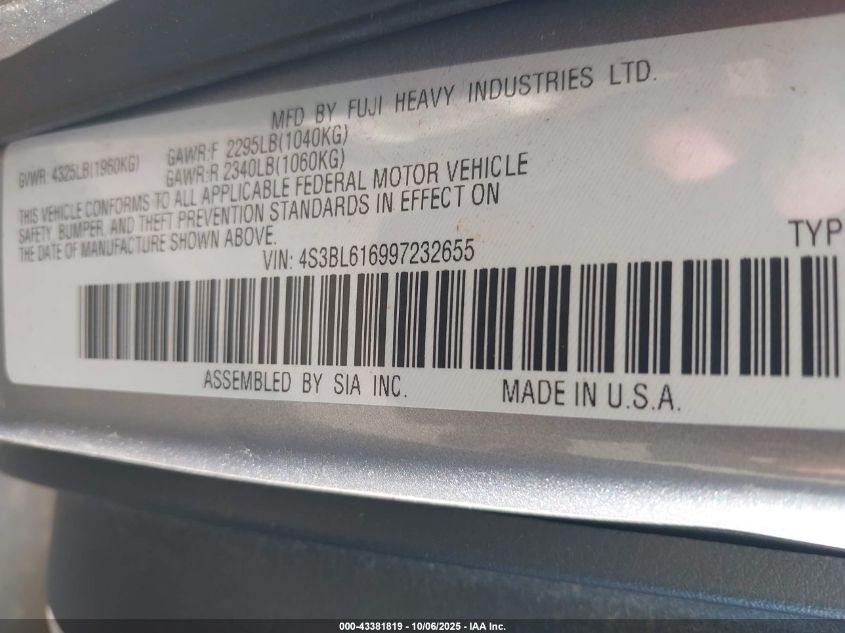 MFD BY FUJI HEAVY INDUSTRIES LTD.
GVWR: 4325LB(1960KG) GAWR:F 2295LB(1040KG)
GAWR:R 2340LB(1060KG)
THIS VEHICLE CONFORMS TO ALL APPLICABLE FEDERAL MOTOR VEHICLE
SAFETY, BUMPER, AND THEFT PREVENTION STANDARDS IN EFFECT ON
THE DATE OF MANUFACTURE SHOWN ABOVE.
VIN: 4S3BL616997232655 TYP
ASSEMBLED BY SIA INC. MADE IN U.S.A.
000-43381819 - 10/06/2025 - IAA Inc.